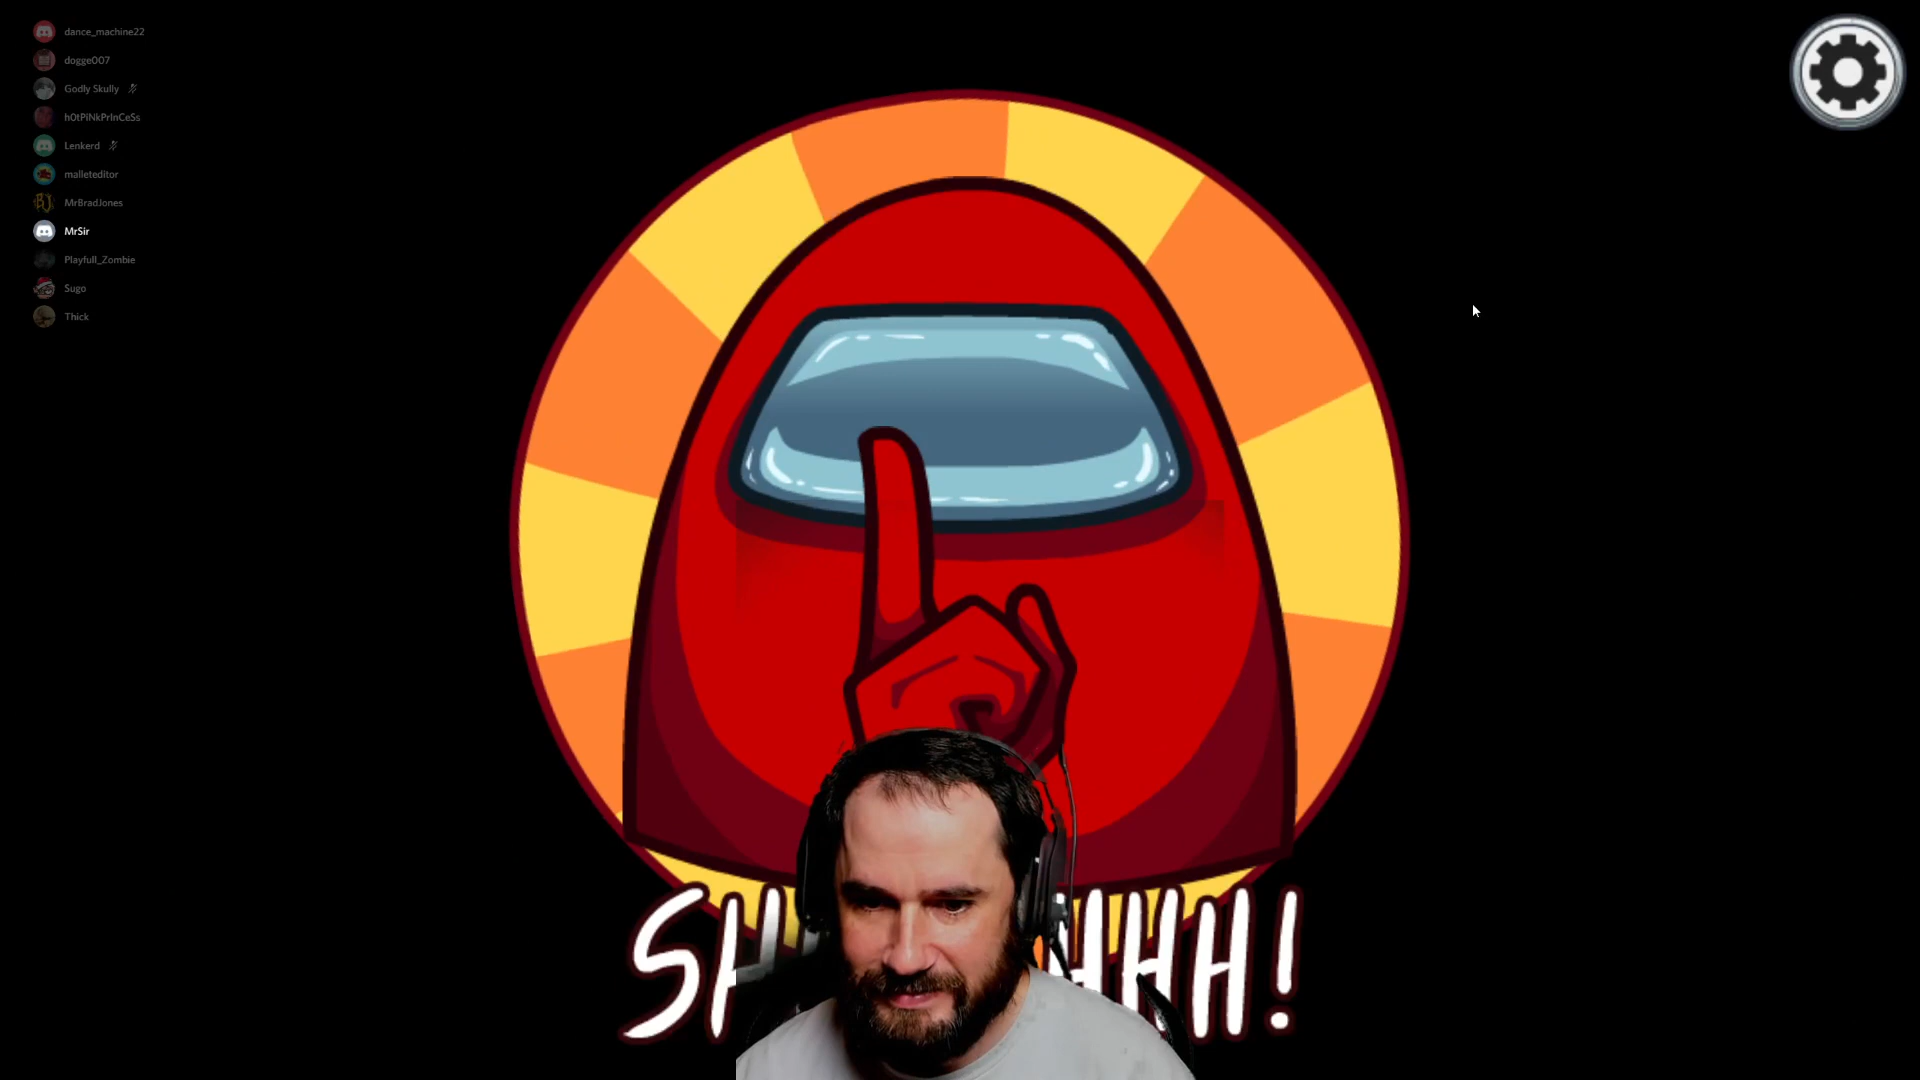 dance_machine22
dogge007
Godly Skully
h0tPiNkPrInCeSs
Lenkerd
malleteditor
MrBradJones
MrSir
Playfull_Zombie
Sugo
Thick